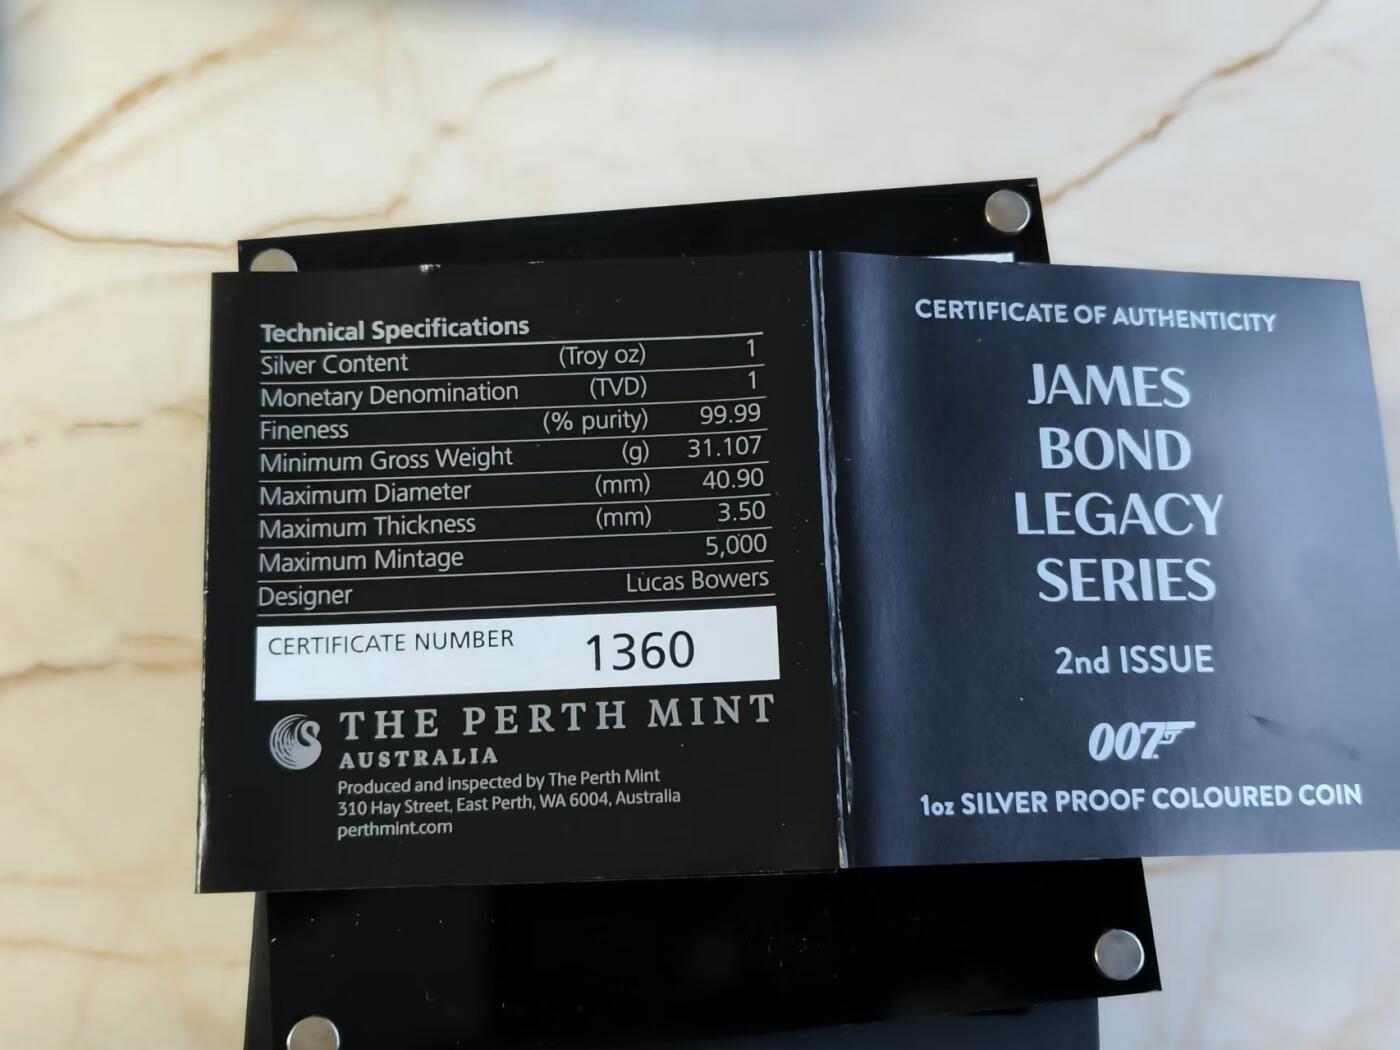 Technical Specifications
Silver Content (Troy oz) 1
Monetary Denomination (TVD) 1
Fineness (% purity) 99.99
Minimum Gross Weight (g) 31.107
Maximum Diameter (mm) 40.90
Maximum Thickness (mm) 3.50
Maximum Mintage 5,000
Designer Lucas Bowers
CERTIFICATE NUMBER 1360
THE PERTH MINT
AUSTRALIA
Produced and inspected by The Perth Mint
310 Hay Street, East Perth, WA 6004, Australia
perthmint.com
CERTIFICATE OF AUTHENTICITY
JAMES
BOND
LEGACY
SERIES
2nd ISSUE
007
1oz SILVER PROOF COLOURED COIN